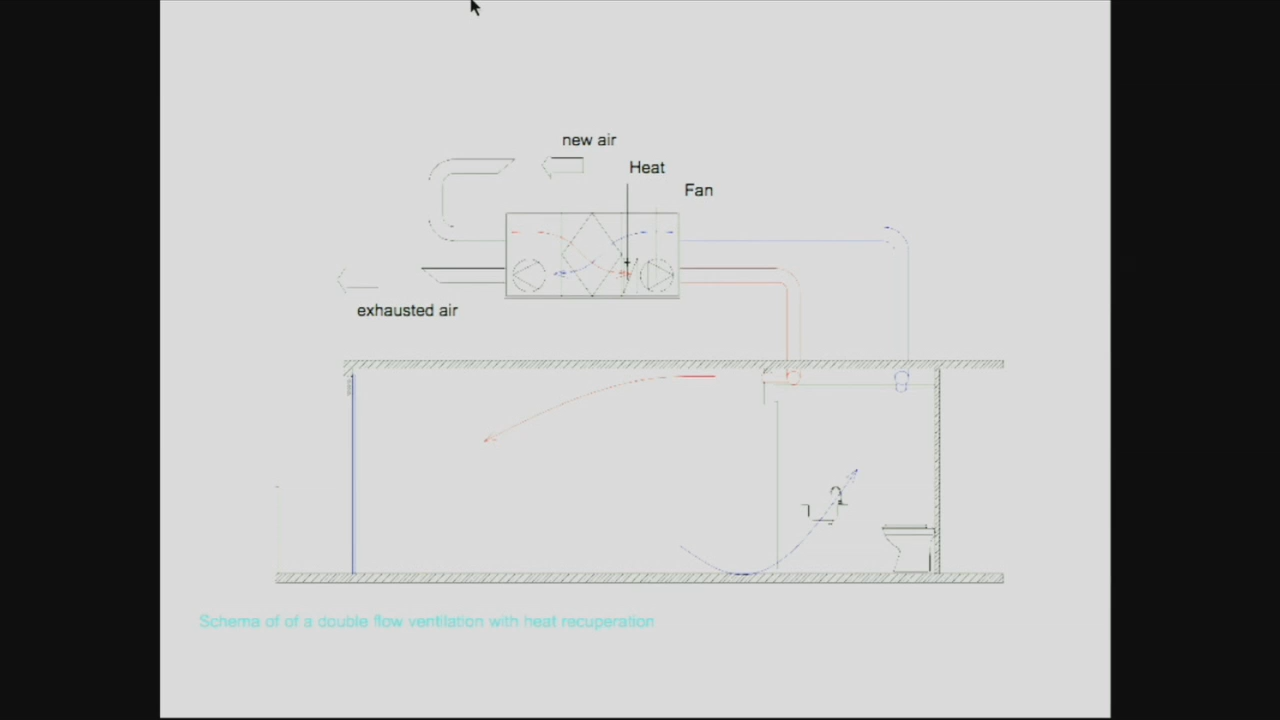 new air
Heat
Fan
exhausted air
Schema of of a double flow ventilation with heat recuperation